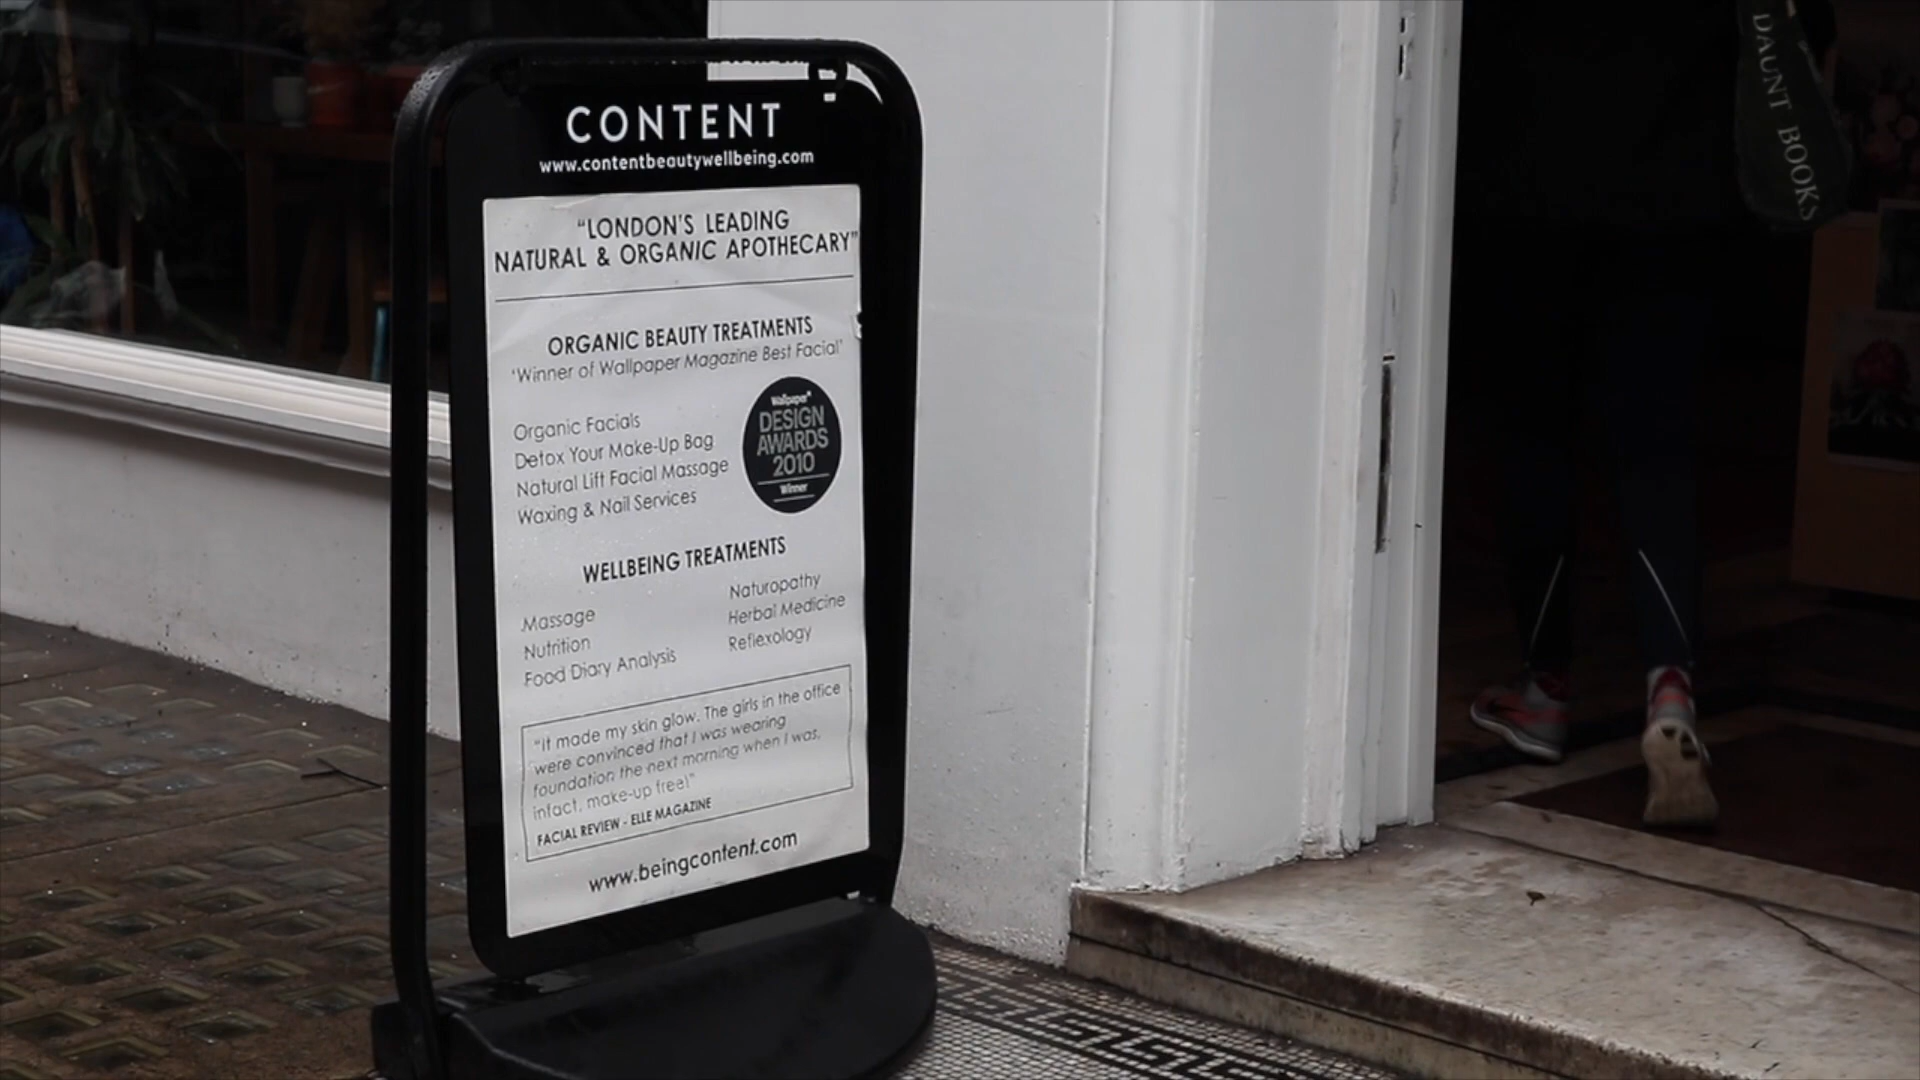 CONTENT
www.contentbeautywellbeing.com
“LONDON'S LEADING
NATURAL & ORGANIC APOTHECARY”
ORGANIC BEAUTY TREATMENTS
'Winner of Wallpaper Magazine Best Facial'
Organic Facials
Detox Your Make-Up Bag
Natural Lift Facial Massage
Waxing & Nail Services
Wallpaper*
DESIGN
AWARDS
2010
Winner
WELLBEING TREATMENTS
Massage
Nutrition
Food Diary Analysis
Naturopathy
Herbal Medicine
Reflexology
“It made my skin glow. The girls in the office
were convinced that I was wearing
foundation the next morning when I was,
infact, make-up free!”
FACIAL REVIEW - ELLE MAGAZINE
www.beingcontent.com
DAUNT BOOKS